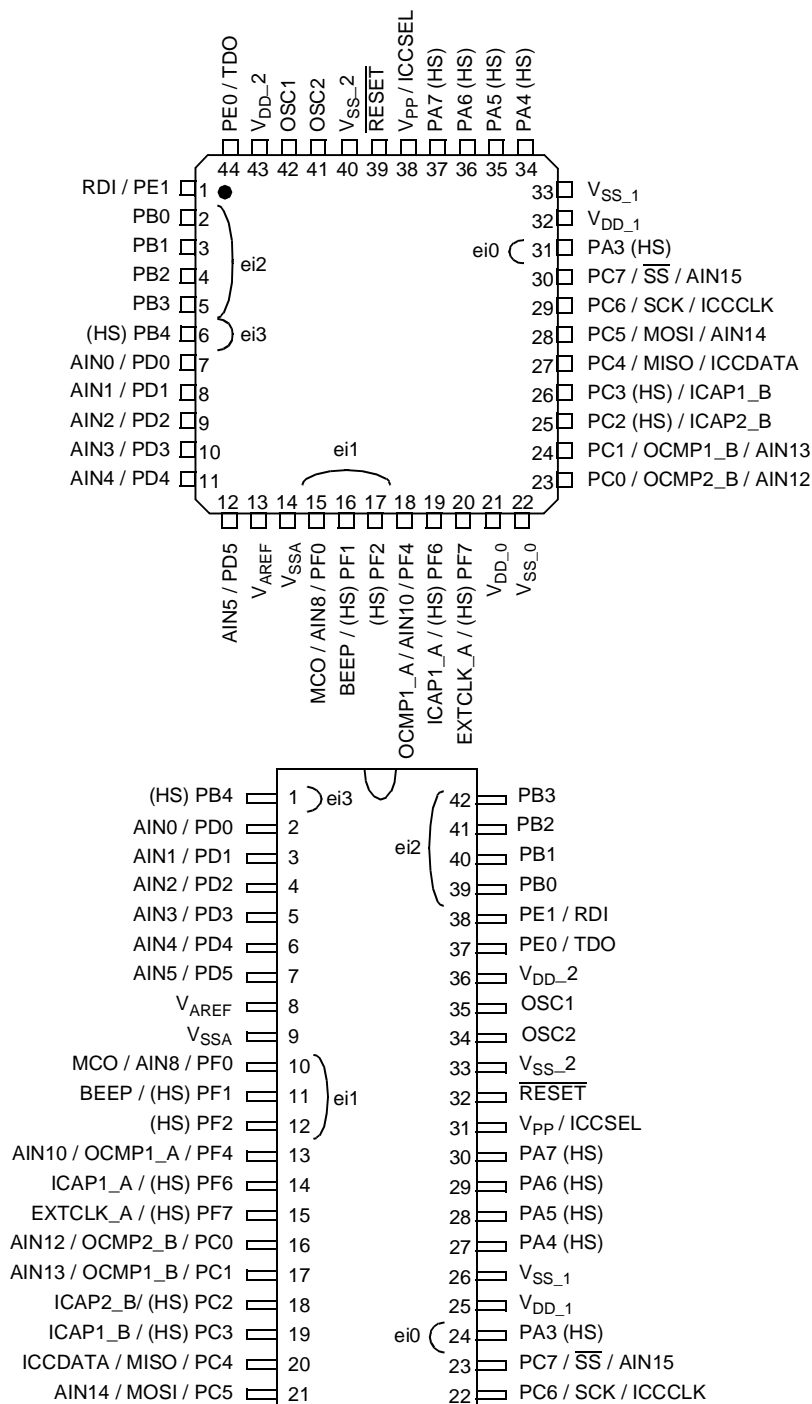 PE0 / TDO
VDD_2
OSC1
OSC2
VSS_2
RESET
VPP / ICCSEL
PA7 (HS)
PA6 (HS)
PA5 (HS)
PA4 (HS)
44 43 42 41 40 39 38 37 36 35 34
RDI / PE1 1
PB0 2
PB1 3
PB2 4
PB3 5
(HS) PB4 6
AIN0 / PD0 7
AIN1 / PD1 8
AIN2 / PD2 9
AIN3 / PD3 10
AIN4 / PD4 11
ei2
ei3
ei0
ei1
33 VSS_1
32 VDD_1
31 PA3 (HS)
30 PC7 / SS / AIN15
29 PC6 / SCK / ICCCLK
28 PC5 / MOSI / AIN14
27 PC4 / MISO / ICCDATA
26 PC3 (HS) / ICAP1_B
25 PC2 (HS) / ICAP2_B
24 PC1 / OCMP1_B / AIN13
23 PC0 / OCMP2_B / AIN12
12 13 14 15 16 17 18 19 20 21 22
AIN5 / PD5
VAREF
VSSA
MCO / AIN8 / PF0
BEEP / (HS) PF1
(HS) PF2
OCMP1_A / AIN10 / PF4
ICAP1_A / (HS) PF6
EXTCLK_A / (HS) PF7
VDD_0
VSS_0
(HS) PB4 1 ei3 42 PB3
AIN0 / PD0 2 41 PB2
AIN1 / PD1 3 ei2 40 PB1
AIN2 / PD2 4 39 PB0
AIN3 / PD3 5 38 PE1 / RDI
AIN4 / PD4 6 37 PE0 / TDO
AIN5 / PD5 7 36 VDD_2
VAREF 8 35 OSC1
VSSA 9 34 OSC2
MCO / AIN8 / PF0 10 33 VSS_2
BEEP / (HS) PF1 11 ei1 32 RESET
(HS) PF2 12 31 VPP / ICCSEL
AIN10 / OCMP1_A / PF4 13 30 PA7 (HS)
ICAP1_A / (HS) PF6 14 29 PA6 (HS)
EXTCLK_A / (HS) PF7 15 28 PA5 (HS)
AIN12 / OCMP2_B / PC0 16 27 PA4 (HS)
AIN13 / OCMP1_B / PC1 17 26 VSS_1
ICAP2_B/ (HS) PC2 18 25 VDD_1
ICAP1_B / (HS) PC3 19 ei0 24 PA3 (HS)
ICCDATA / MISO / PC4 20 23 PC7 / SS / AIN15
AIN14 / MOSI / PC5 21 22 PC6 / SCK / ICCCLK